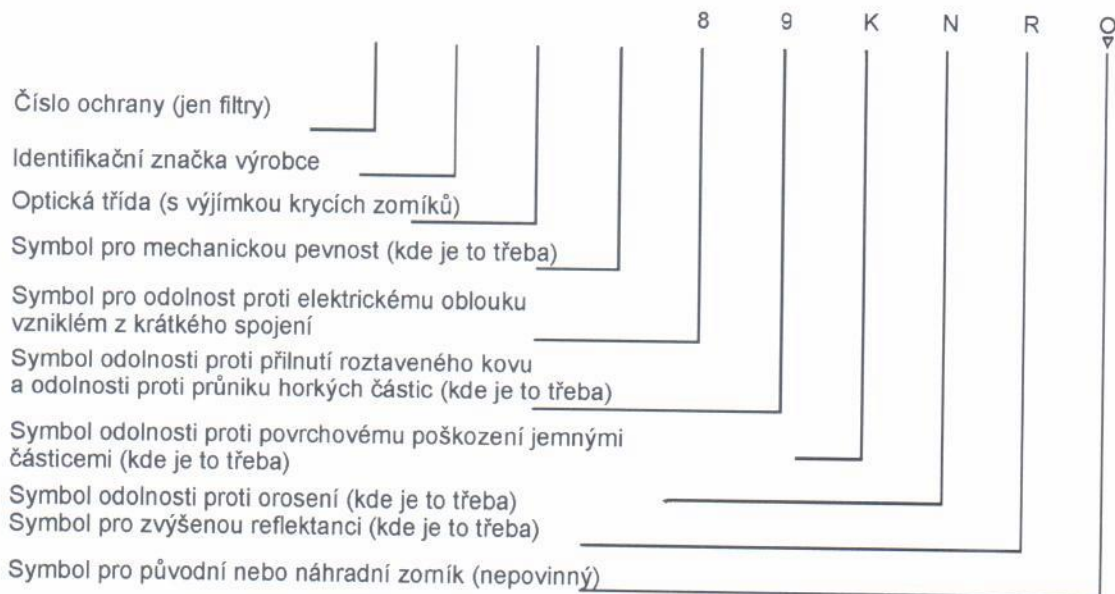 8 9 K N R O
Číslo ochrany (jen filtry)
Identifikační značka výrobce
Optická třída (s výjímkou krycích zorníků)
Symbol pro mechanickou pevnost (kde je to třeba)
Symbol pro odolnost proti elektrickému oblouku
vzniklém z krátkého spojení
Symbol odolnosti proti přilnutí roztaveného kovu
a odolnosti proti průniku horkých částic (kde je to třeba)
Symbol odolnosti proti povrchovému poškození jemnými
částicemi (kde je to třeba)
Symbol odolnosti proti orosení (kde je to třeba)
Symbol pro zvýšenou reflektanci (kde je to třeba)
Symbol pro původní nebo náhradní zorník (nepovinný)